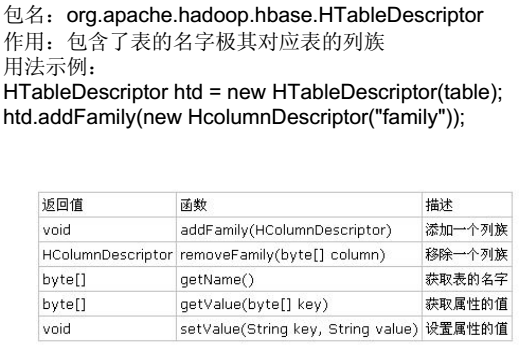 包名：org.apache.hadoop.hbase.HTableDescriptor
作用：包含了表的名字极其对应表的列族
用法示例：
HTableDescriptor htd = new HTableDescriptor(table);
htd.addFamily(new HcolumnDescriptor("family"));
返回值 函数 描述
void addFamily(HColumnDescriptor) 添加一个列族
HColumnDescriptor removeFamily(byte[] column) 移除一个列族
byte[] getName() 获取表的名字
byte[] getValue(byte[] key) 获取属性的值
void setValue(String key, String value) 设置属性的值